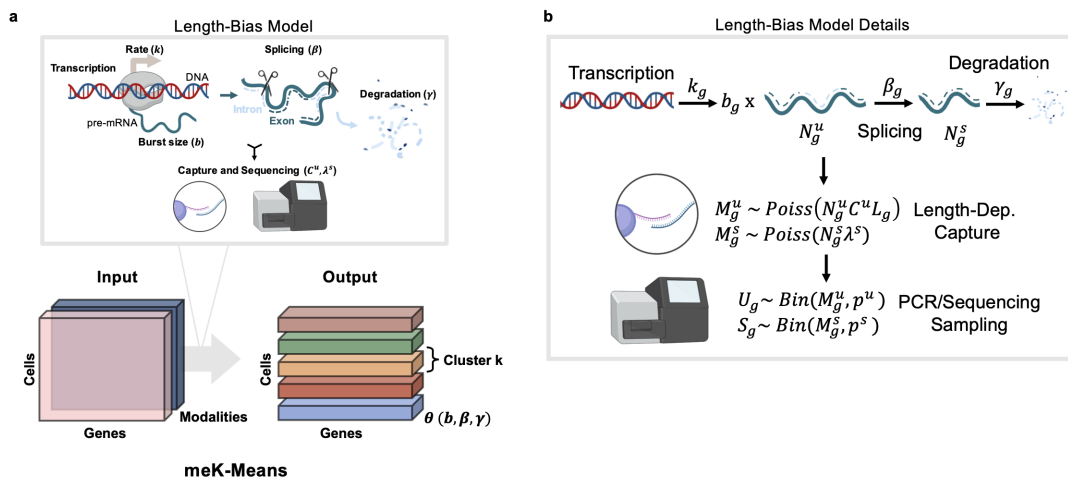 a
Length-Bias Model
Rate (k)
Transcription
DNA
pre-mRNA
Burst size (b)
Splicing (β)
Intron
Exon
Degradation (γ)
Capture and Sequencing (Cᵘ, λˢ)
Input
Cells
Genes
Modalities
Output
Cells
Cluster k
θ (b, β, γ)
Genes
meK-Means
b
Length-Bias Model Details
Transcription
k_g
b_g x
N_g^u
β_g
Splicing
N_g^s
Degradation
γ_g
M_g^u ~ Poiss(N_g^u C^u L_g)
M_g^s ~ Poiss(N_g^s λ^s)
Length-Dep.
Capture
U_g ~ Bin(M_g^u, p^u)
S_g ~ Bin(M_g^s, p^s)
PCR/Sequencing
Sampling